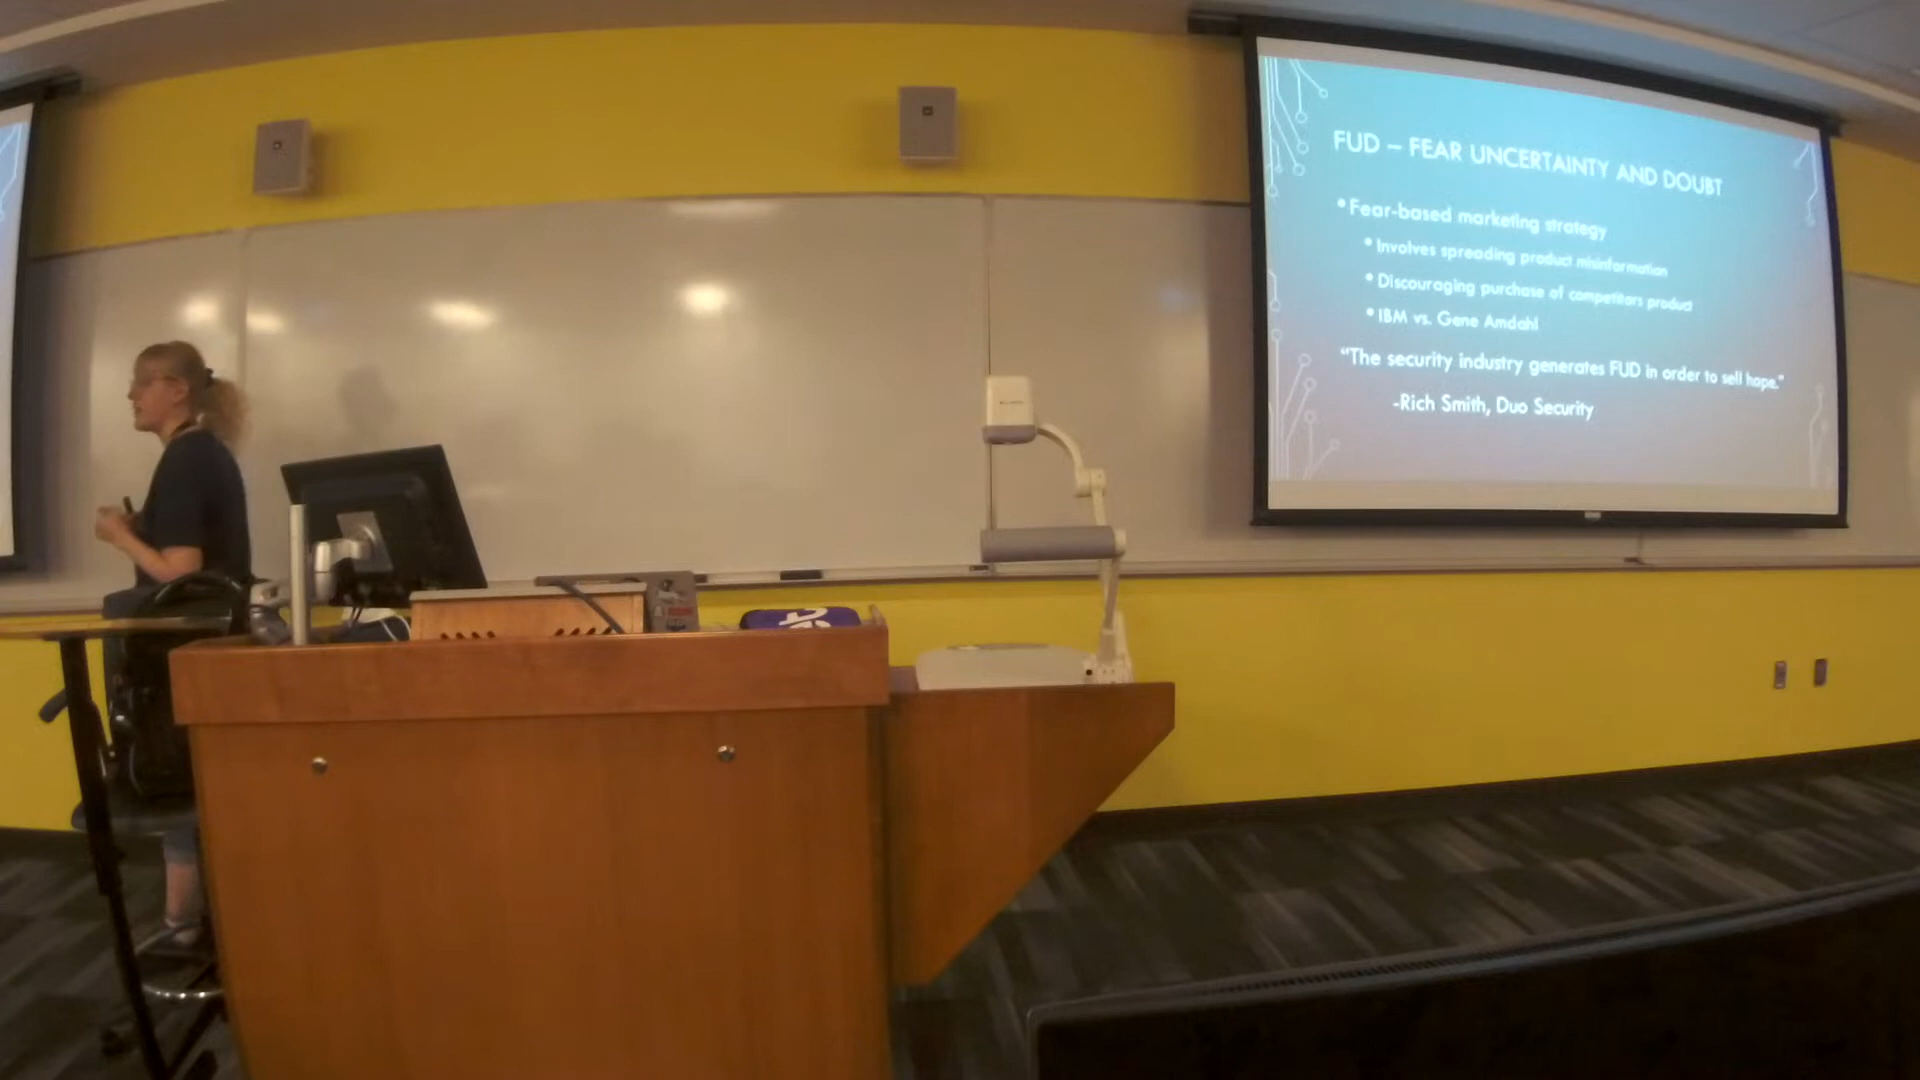 FUD – FEAR UNCERTAINTY AND DOUBT
•Fear-based marketing strategy
•Involves spreading product misinformation
•Discouraging purchase of competitors product
•IBM vs. Gene Amdahl
“The security industry generates FUD in order to sell hope.”
-Rich Smith, Duo Security